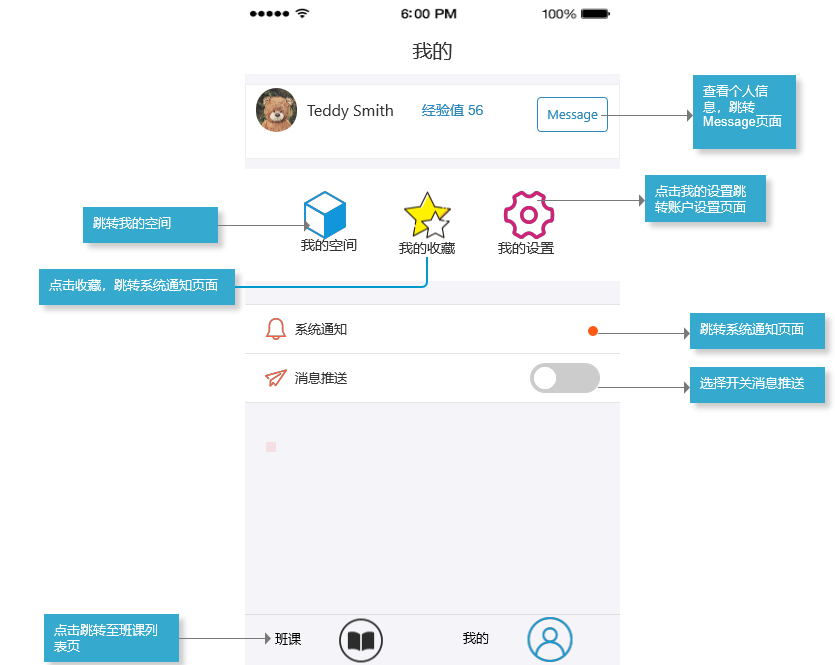 6:00 PM
100%
我的
Teddy Smith
经验值 56
Message
查看个人信
息，跳转
Message页面
点击我的设置跳
转账户设置页面
跳转我的空间
我的空间
我的收藏
我的设置
点击收藏，跳转系统通知页面
系统通知
跳转系统通知页面
消息推送
选择开关消息推送
点击跳转至班课列
表页
班课
我的